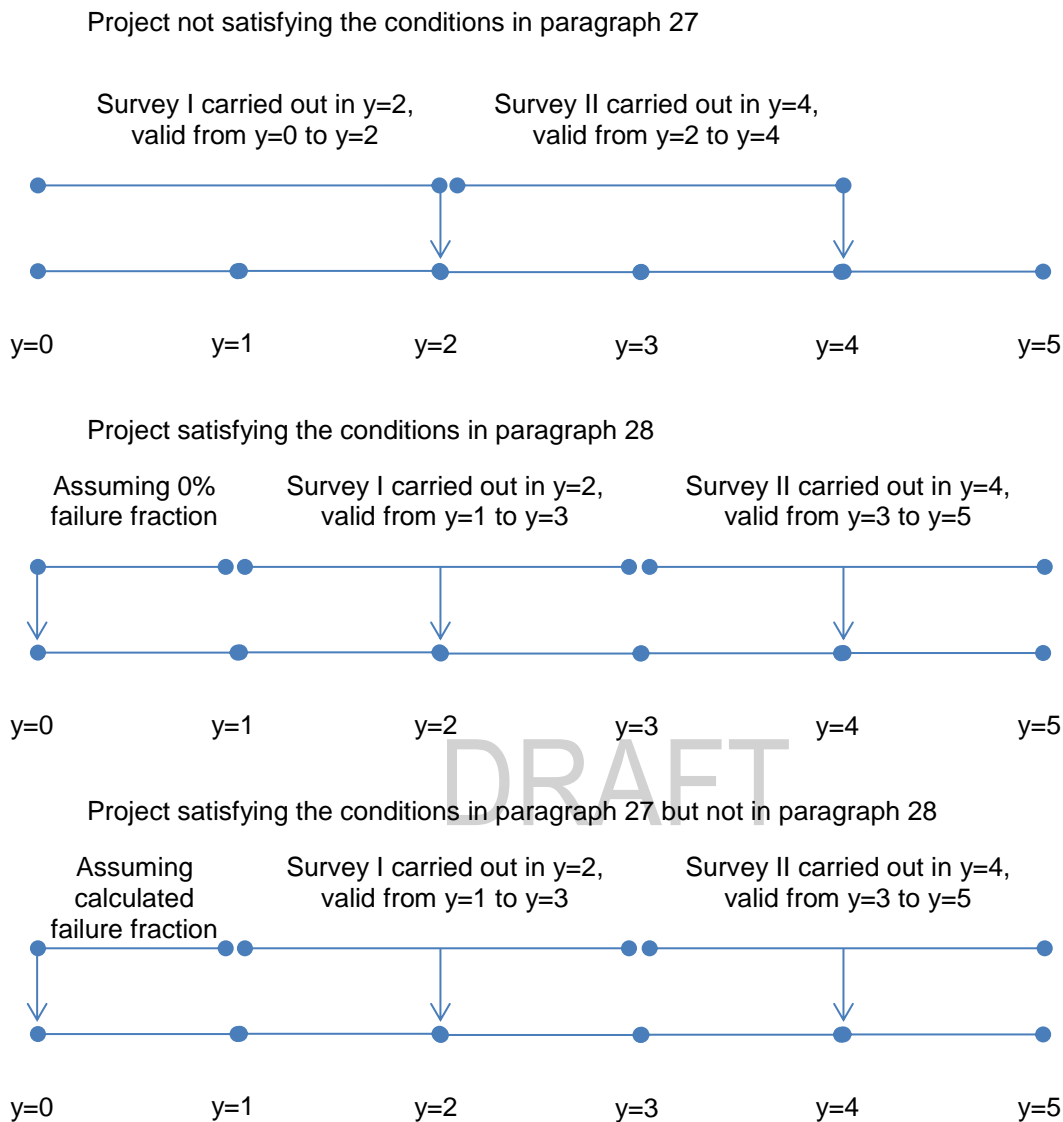 Project not satisfying the conditions in paragraph 27
Survey I carried out in y=2,
valid from y=0 to y=2
Survey II carried out in y=4,
valid from y=2 to y=4
y=0 y=1 y=2 y=3 y=4 y=5
Project satisfying the conditions in paragraph 28
Assuming 0%
failure fraction
Survey I carried out in y=2,
valid from y=1 to y=3
Survey II carried out in y=4,
valid from y=3 to y=5
y=0 y=1 y=2 y=3 y=4 y=5
DRAFT
Project satisfying the conditions in paragraph 27 but not in paragraph 28
Assuming
calculated
failure fraction
Survey I carried out in y=2,
valid from y=1 to y=3
Survey II carried out in y=4,
valid from y=3 to y=5
y=0 y=1 y=2 y=3 y=4 y=5